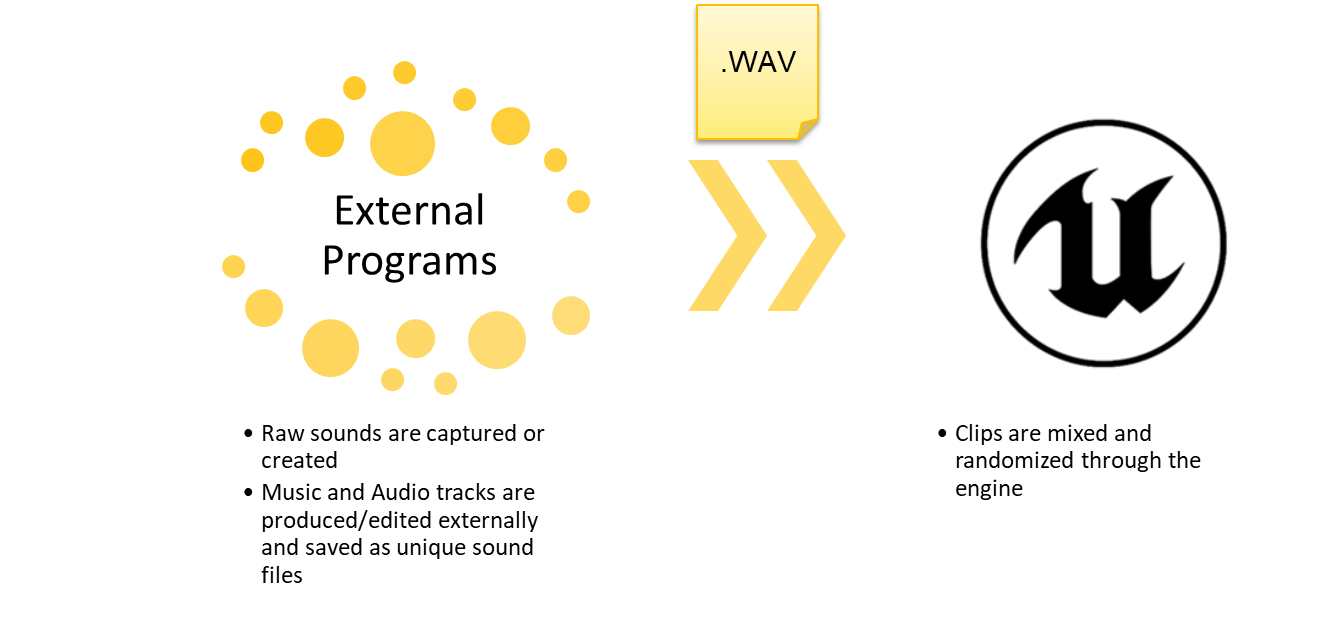 .WAV
External
Programs
• Raw sounds are captured or
created
• Music and Audio tracks are
produced/edited externally
and saved as unique sound
files
• Clips are mixed and
randomized through the
engine